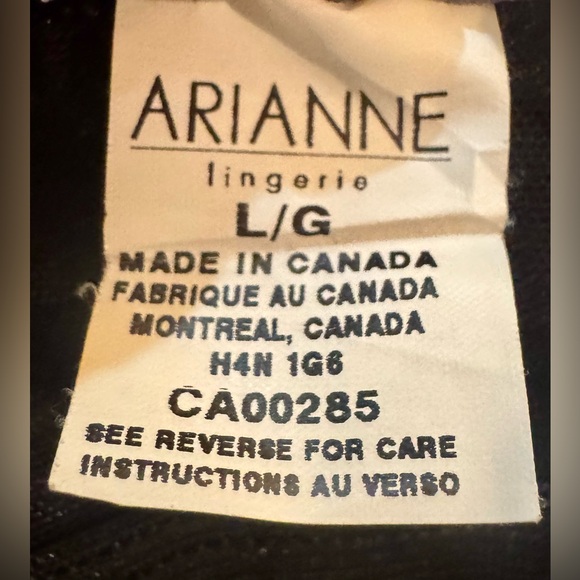 ARIANNE
lingerie
L/G
MADE IN CANADA
FABRIQUE AU CANADA
MONTREAL, CANADA
H4N 1G6
CA00285
SEE REVERSE FOR CARE
INSTRUCTIONS AU VERSO